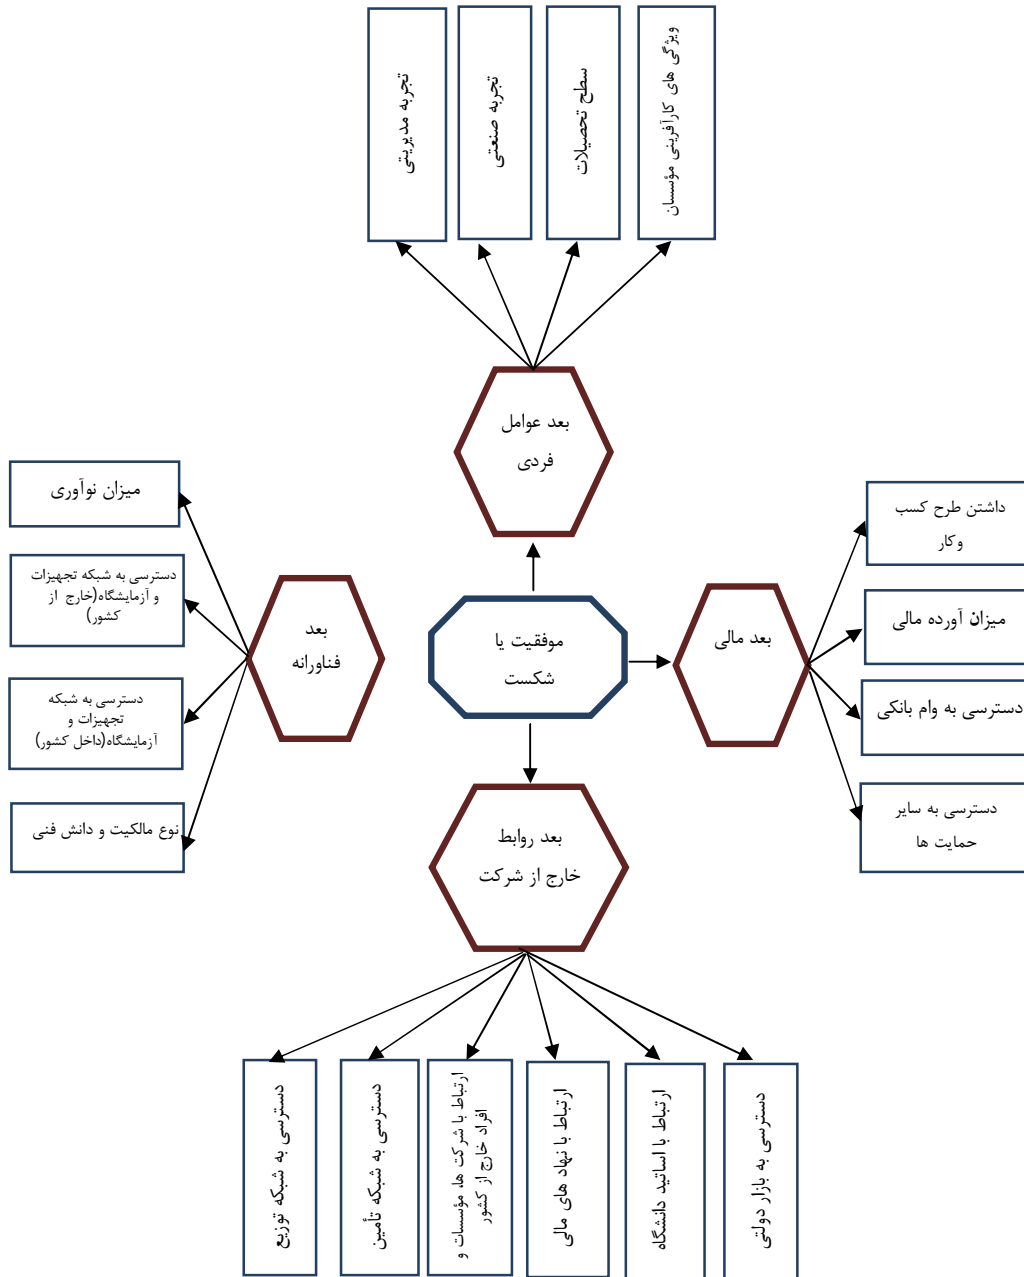 ویژگی های کارآفرینی مؤسسان
سطح تحصیلات
تجربه صنعتی
تجربه مدیریتی
بعد عوامل
فردی
داشتن طرح کسب
وکار
میزان آورده مالی
دسترسی به وام بانکی
دسترسی به سایر
حمایت ها
بعد مالی
موفقیت یا
شکست
بعد
فناورانه
میزان نوآوری
دسترسی به شبکه تجهیزات
و آزمایشگاه(خارج از
کشور)
دسترسی به شبکه
تجهیزات و
آزمایشگاه(داخل کشور)
نوع مالکیت و دانش فنی
بعد روابط
خارج از شرکت
دسترسی به بازار دولتی
ارتباط با اساتید دانشگاه
ارتباط با نهاد های مالی
ارتباط با شرکت ها، مؤسسات و
افراد خارج از کشور
دسترسی به شبکه تأمین
دسترسی به شبکه توزیع